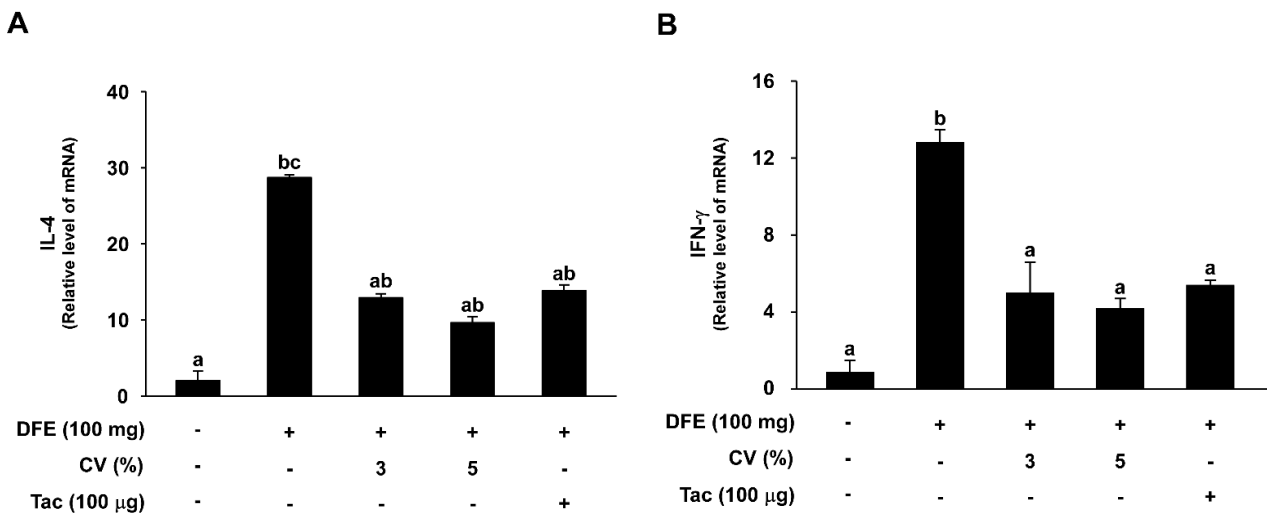 A
IL-4
(Relative level of mRNA)
40
30
20
10
0
a
bc
ab
ab
ab
DFE (100 mg) - + + + +
CV (%) - - 3 5 -
Tac (100 μg) - - - - +
B
IFN-γ
(Relative level of mRNA)
16
12
8
4
0
a
b
a
a
a
DFE (100 mg) - + + + +
CV (%) - - 3 5 -
Tac (100 μg) - - - - +